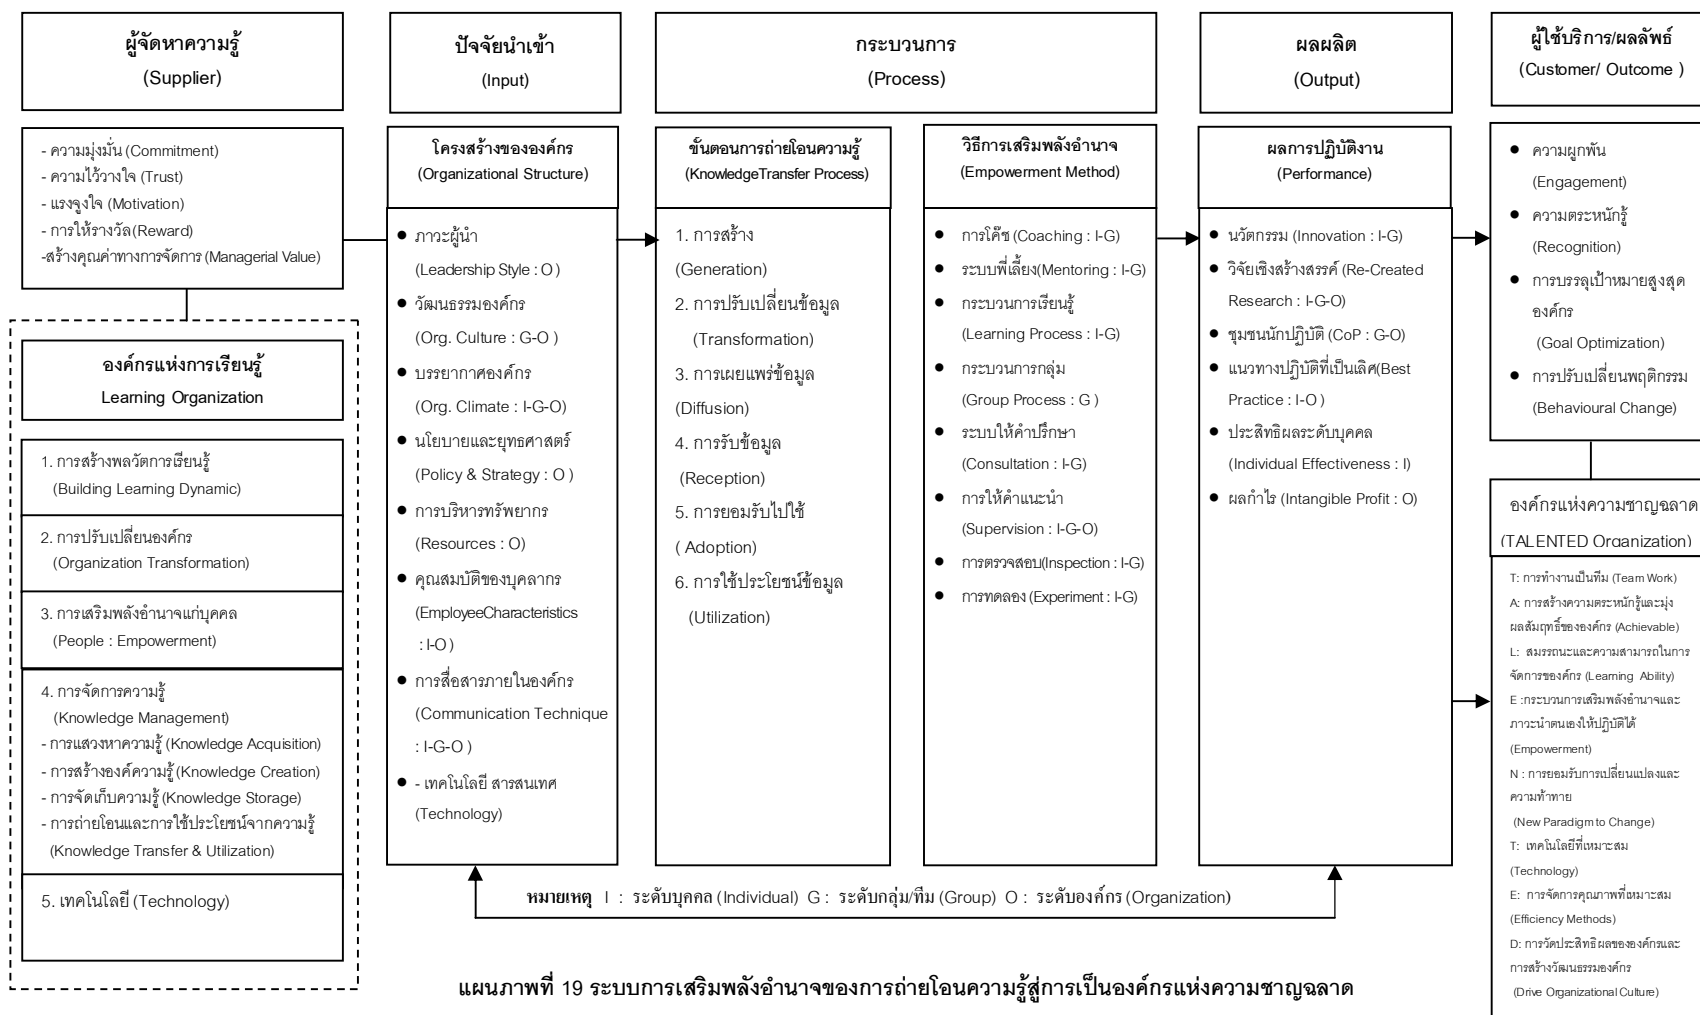 ผู้จัดหาความรู้
(Supplier)
ปัจจัยนำเข้า
(Input)
กระบวนการ
(Process)
ผลผลิต
(Output)
ผู้ใช้บริการ/ผลลัพธ์
(Customer/ Outcome )
- ความมุ่งมั่น (Commitment)
- ความไว้วางใจ (Trust)
- แรงจูงใจ (Motivation)
- การให้รางวัล(Reward)
-สร้างคุณค่าทางการจัดการ (Managerial Value)
องค์กรแห่งการเรียนรู้
Learning Organization
1. การสร้างพลวัตการเรียนรู้
(Building Learning Dynamic)
2. การปรับเปลี่ยนองค์กร
(Organization Transformation)
3. การเสริมพลังอำนาจแก่บุคคล
(People : Empowerment)
4. การจัดการความรู้
(Knowledge Management)
- การแสวงหาความรู้ (Knowledge Acquisition)
- การสร้างองค์ความรู้ (Knowledge Creation)
- การจัดเก็บความรู้ (Knowledge Storage)
- การถ่ายโอนและการใช้ประโยชน์จากความรู้
(Knowledge Transfer & Utilization)
5. เทคโนโลยี (Technology)
โครงสร้างขององค์กร
(Organizational Structure)
● ภาวะผู้นำ
(Leadership Style : O )
● วัฒนธรรมองค์กร
(Org. Culture : G-O )
● บรรยากาศองค์กร
(Org. Climate : I-G-O)
● นโยบายและยุทธศาสตร์
(Policy & Strategy : O )
● การบริหารทรัพยากร
(Resources : O)
● คุณสมบัติของบุคลากร
(EmployeeCharacteristics
: I-O )
● การสื่อสารภายในองค์กร
(Communication Technique
: I-G-O )
● - เทคโนโลยี สารสนเทศ
(Technology)
ขั้นตอนการถ่ายโอนความรู้
(KnowledgeTransfer Process)
1. การสร้าง
(Generation)
2. การปรับเปลี่ยนข้อมูล
(Transformation)
3. การเผยแพร่ข้อมูล
(Diffusion)
4. การรับข้อมูล
(Reception)
5. การยอมรับไปใช้
( Adoption)
6. การใช้ประโยชน์ข้อมูล
(Utilization)
วิธีการเสริมพลังอำนาจ
(Empowerment Method)
● การโค๊ช (Coaching : I-G)
● ระบบพี่เลี้ยง(Mentoring : I-G)
● กระบวนการเรียนรู้
(Learning Process : I-G)
● กระบวนการกลุ่ม
(Group Process : G )
● ระบบให้คำปรึกษา
(Consultation : I-G)
● การให้คำแนะนำ
(Supervision : I-G-O)
● การตรวจสอบ(Inspection : I-G)
● การทดลอง (Experiment : I-G)
ผลการปฏิบัติงาน
(Performance)
● นวัตกรรม (Innovation : I-G)
● วิจัยเชิงสร้างสรรค์ (Re-Created
Research : I-G-O)
● ชุมชนนักปฏิบัติ (CoP : G-O)
● แนวทางปฏิบัติที่เป็นเลิศ(Best
Practice : I-O )
● ประสิทธิผลระดับบุคคล
(Individual Effectiveness : I)
● ผลกำไร (Intangible Profit : O)
● ความผูกพัน
(Engagement)
● ความตระหนักรู้
(Recognition)
● การบรรลุเป้าหมายสูงสุด
องค์กร
(Goal Optimization)
● การปรับเปลี่ยนพฤติกรรม
(Behavioural Change)
องค์กรแห่งความชาญฉลาด
(TALENTED Organization)
T: การทำงานเป็นทีม (Team Work)
A: การสร้างความตระหนักรู้และมุ่ง
ผลสัมฤทธิ์ขององค์กร (Achievable)
L: สมรรถนะและความสามารถในการ
จัดการขององค์กร (Learning Ability)
E :กระบวนการเสริมพลังอำนาจและ
ภาวะนำตนเองให้ปฏิบัติได้
(Empowerment)
N : การยอมรับการเปลี่ยนแปลงและ
ความท้าทาย
(New Paradigm to Change)
T: เทคโนโลยีที่เหมาะสม
(Technology)
E: การจัดการคุณภาพที่เหมาะสม
(Efficiency Methods)
D: การวัดประสิทธิผลขององค์กรและ
การสร้างวัฒนธรรมองค์กร
(Drive Organizational Culture)
หมายเหตุ I : ระดับบุคคล (Individual) G : ระดับกลุ่ม/ทีม (Group) O : ระดับองค์กร (Organization)
แผนภาพที่ 19 ระบบการเสริมพลังอำนาจของการถ่ายโอนความรู้สู่การเป็นองค์กรแห่งความชาญฉลาด